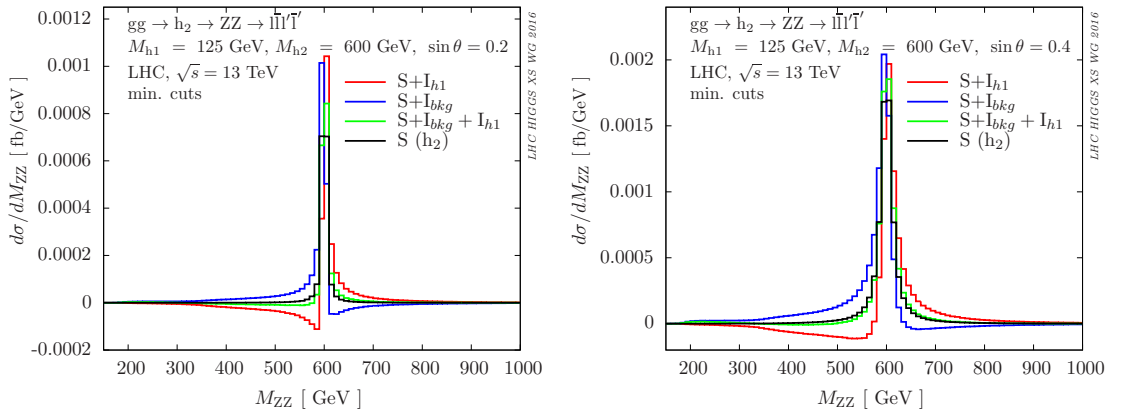 gg → h₂ → ZZ → ll̅l′l̅′
M_h1 = 125 GeV, M_h2 = 600 GeV, sin θ = 0.2
LHC, √s = 13 TeV
min. cuts
S+I_h1
S+I_bkg
S+I_bkg + I_h1
S (h₂)
LHC HIGGS XS WG 2016
dσ/dM_ZZ [ fb/GeV ]
0.0012
0.001
0.0008
0.0006
0.0004
0.0002
0
-0.0002
200 300 400 500 600 700 800 900 1000
M_ZZ [ GeV ]
gg → h₂ → ZZ → ll̅l′l̅′
M_h1 = 125 GeV, M_h2 = 600 GeV, sin θ = 0.4
LHC, √s = 13 TeV
min. cuts
S+I_h1
S+I_bkg
S+I_bkg + I_h1
S (h₂)
LHC HIGGS XS WG 2016
dσ/dM_ZZ [ fb/GeV ]
0.002
0.0015
0.001
0.0005
0
200 300 400 500 600 700 800 900 1000
M_ZZ [ GeV ]